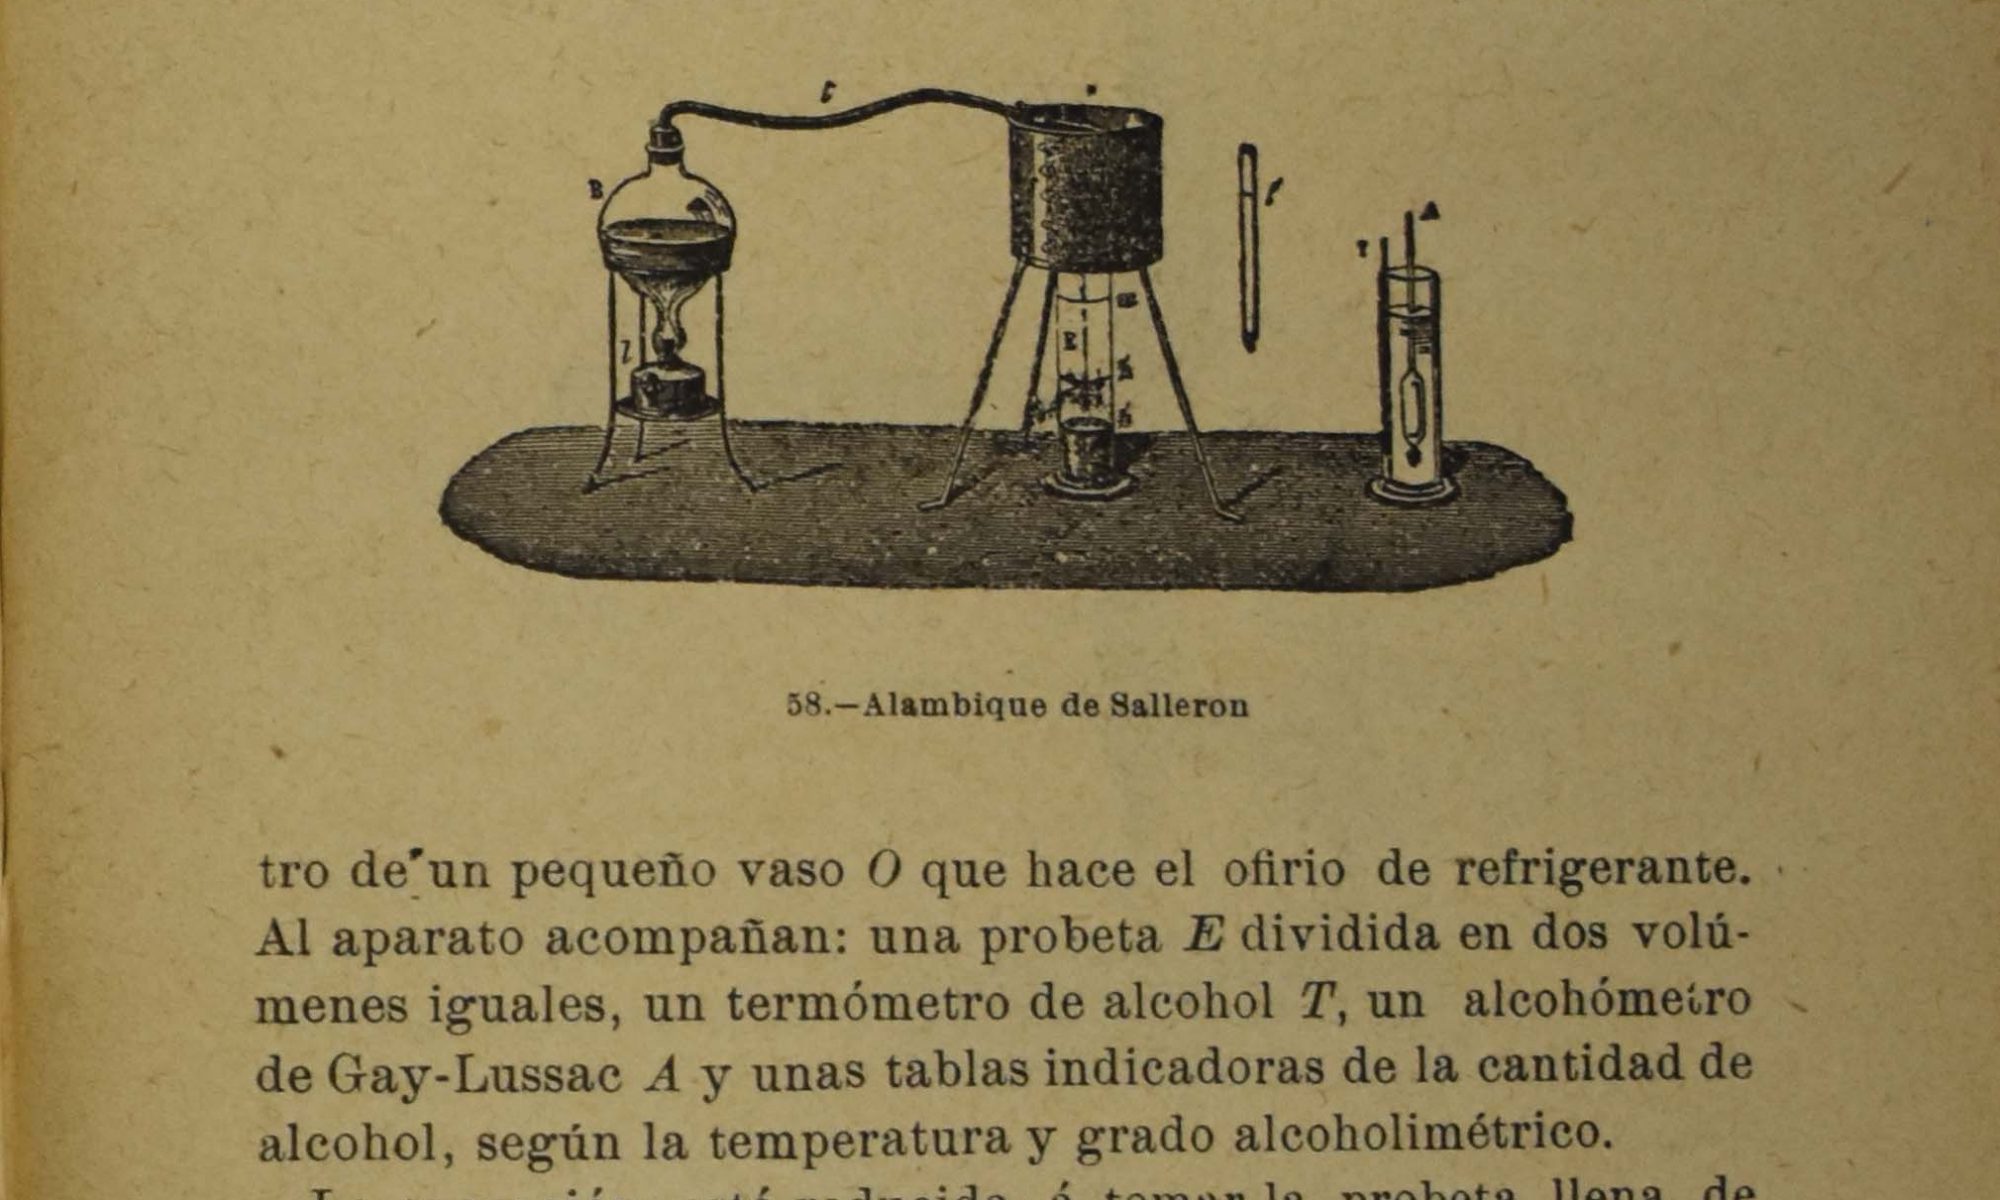 B
A
E
l
m
58.—Alambique de Salleron
tro de un pequeño vaso O que hace el ofirio de refrigerante.
Al aparato acompañan: una probeta E dividida en dos volú-
menes iguales, un termómetro de alcohol T, un alcohómetro
de Gay-Lussac A y unas tablas indicadoras de la cantidad de
alcohol, según la temperatura y grado alcoholimétrico.